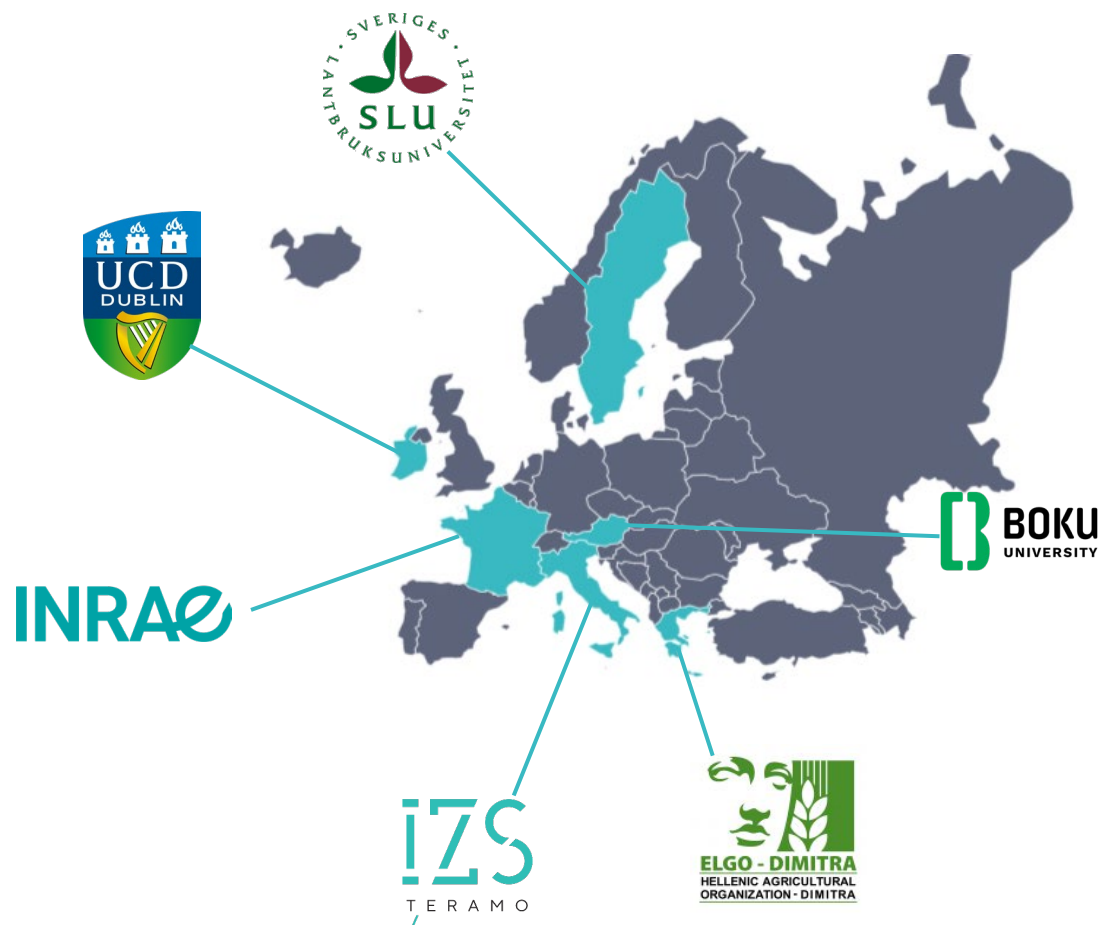 · SVERIGES ·
LANTBRUKSUNIVERSITET
SLU
UCD
DUBLIN
BOKU
UNIVERSITY
INRAE
iZS
TERAMO
ELGO - DIMITRA
HELLENIC AGRICULTURAL
ORGANIZATION - DIMITRA